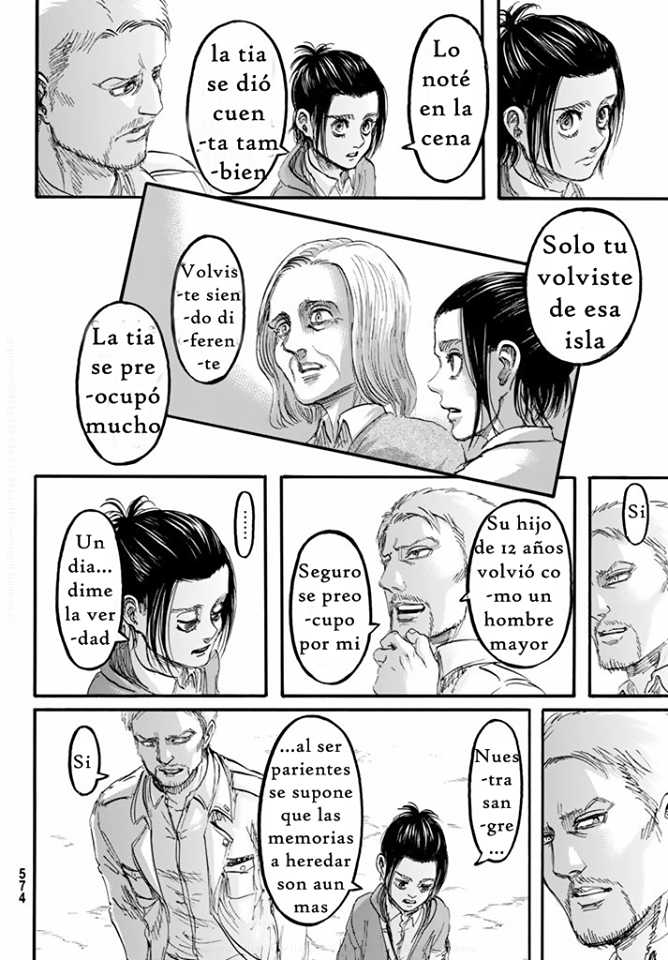 Lo
noté
en la
cena
la tia
se dió
cuen
-ta tam
-bien
Solo tu
volviste
de esa
isla
Volvis
-te sien
-do di
-feren
-te
La tia
se pre
-ocupó
mucho
Si
Su hijo
de 12 años
volvió co
-mo un
hombre
mayor
Seguro
se preo
-cupo
por mi
.......
Un
dia...
dime
la ver
-dad
Nues
-tra
san
-gre
...
...al ser
parientes
se supone
que las
memorias
a heredar
son aun
mas
Si
574